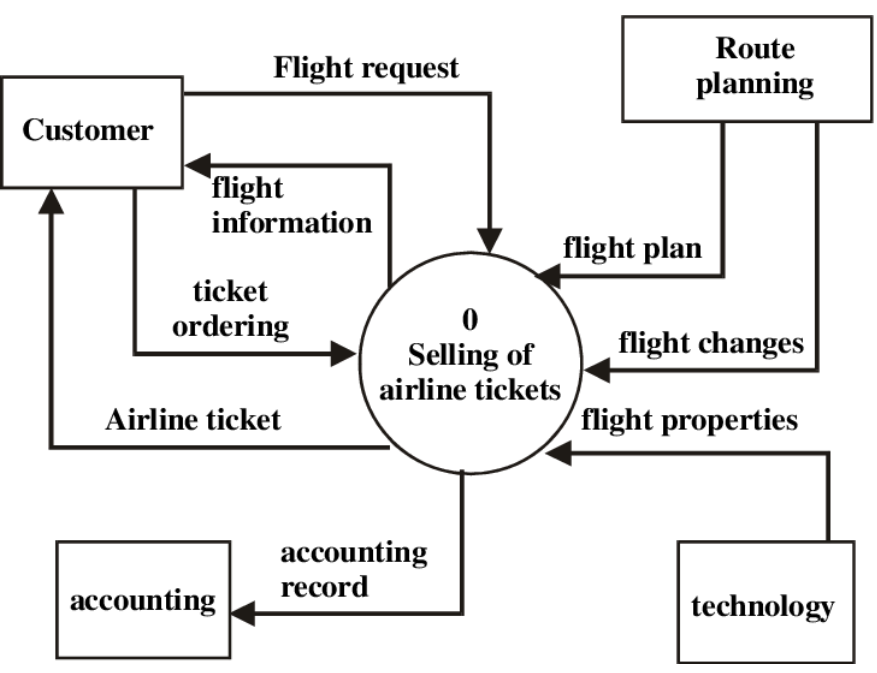 Flight request
Route
planning
Customer
flight
information
flight plan
ticket
ordering
0
Selling of
airline tickets
flight changes
Airline ticket
flight properties
accounting
record
accounting
technology